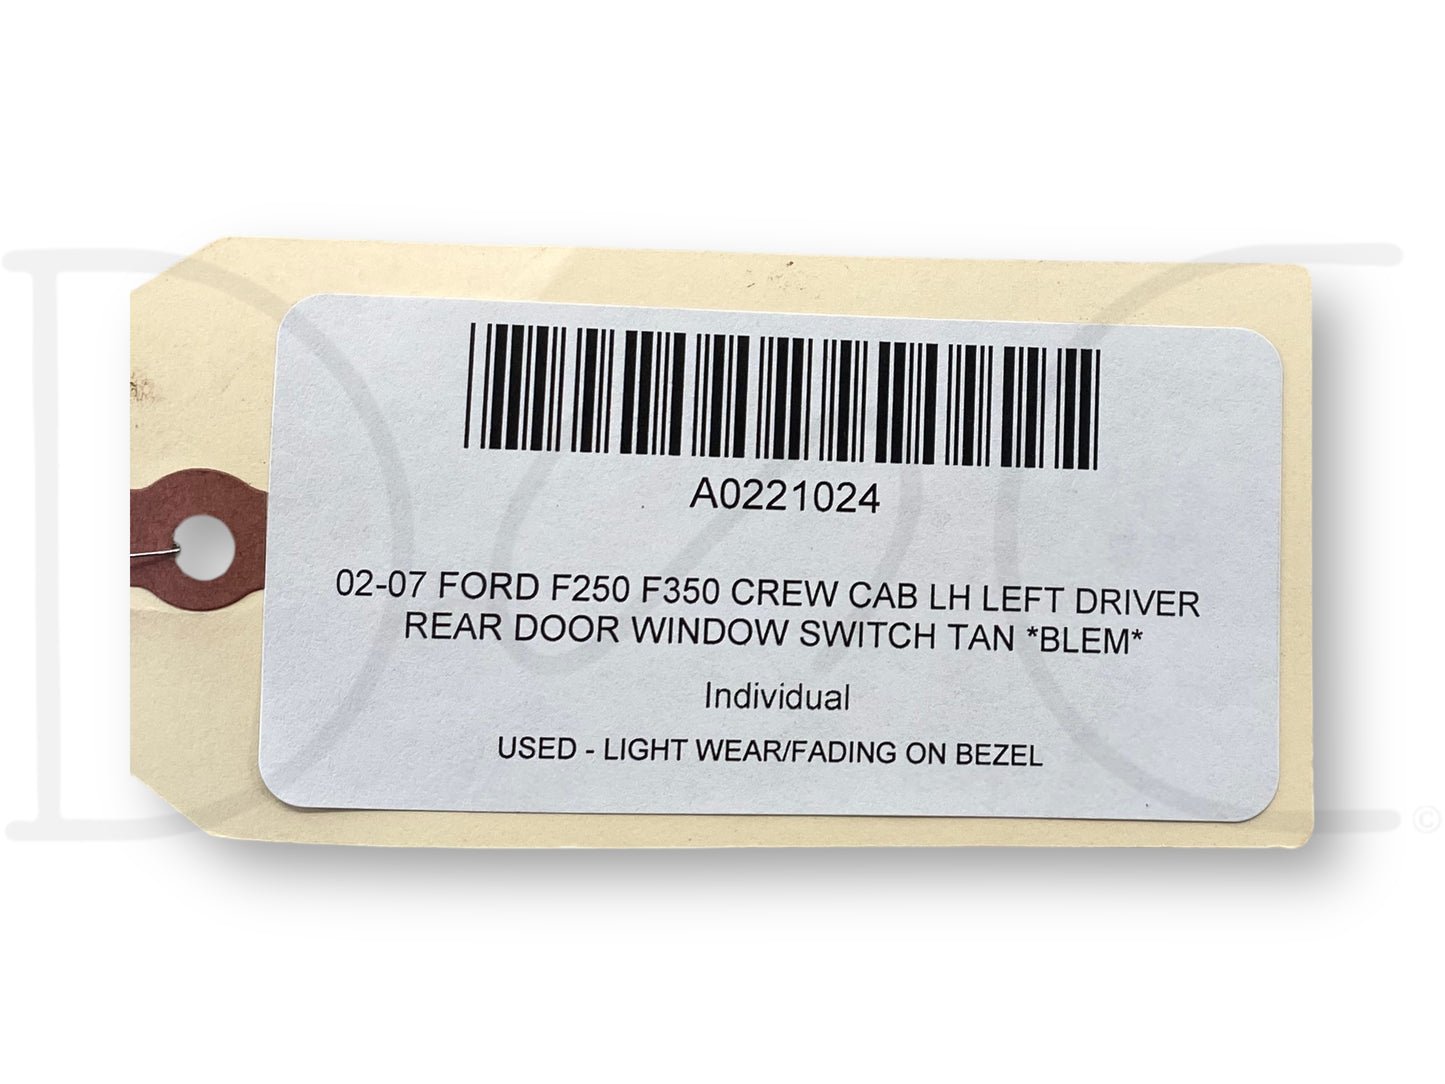 A0221024
02-07 FORD F250 F350 CREW CAB LH LEFT DRIVER
REAR DOOR WINDOW SWITCH TAN *BLEM*
Individual
USED - LIGHT WEAR/FADING ON BEZEL
©